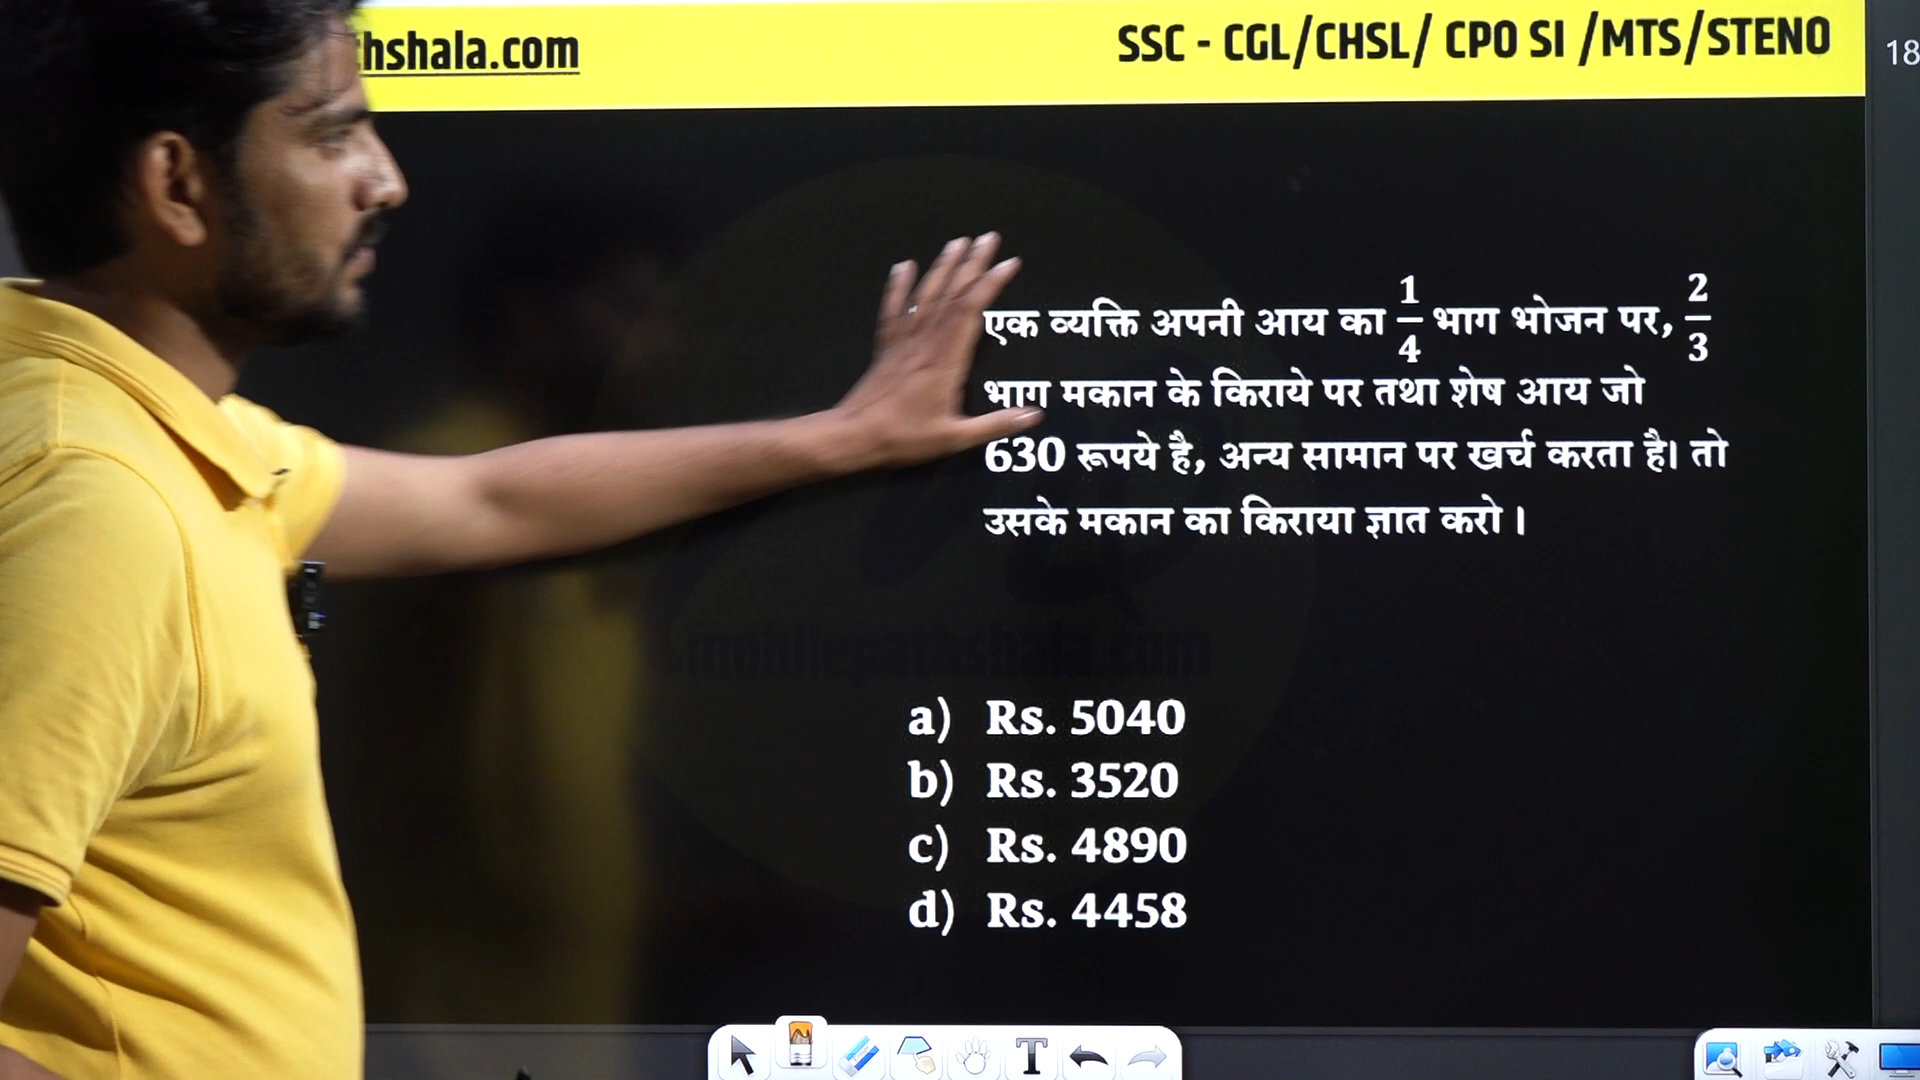 hshala.com
SSC - CGL/CHSL/ CPO SI /MTS/STENO
18
एक व्यक्ति अपनी आय का 1/4 भाग भोजन पर, 2/3
भाग मकान के किराये पर तथा शेष आय जो
630 रूपये है, अन्य सामान पर खर्च करता है। तो
उसके मकान का किराया ज्ञात करो।
mobilepathshala.com
a) Rs. 5040
b) Rs. 3520
c) Rs. 4890
d) Rs. 4458
T